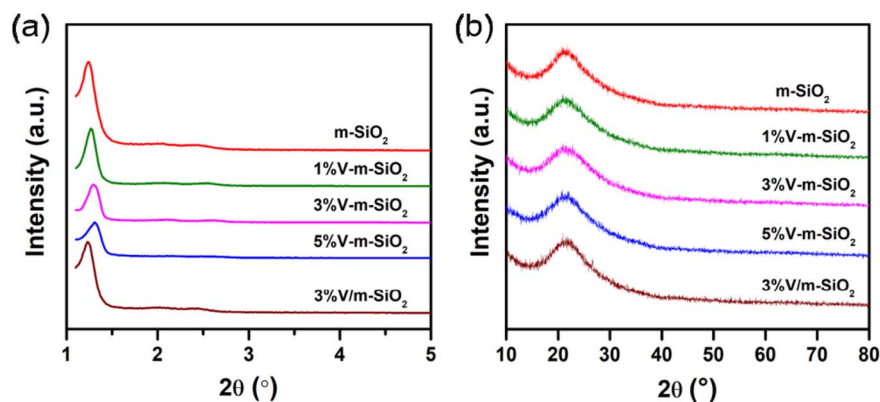 (a)
Intensity (a.u.)
m-SiO₂
1%V-m-SiO₂
3%V-m-SiO₂
5%V-m-SiO₂
3%V/m-SiO₂
1 2 3 4 5
2θ (°)
(b)
Intensity (a.u.)
m-SiO₂
1%V-m-SiO₂
3%V-m-SiO₂
5%V-m-SiO₂
3%V/m-SiO₂
10 20 30 40 50 60 70 80
2θ (°)